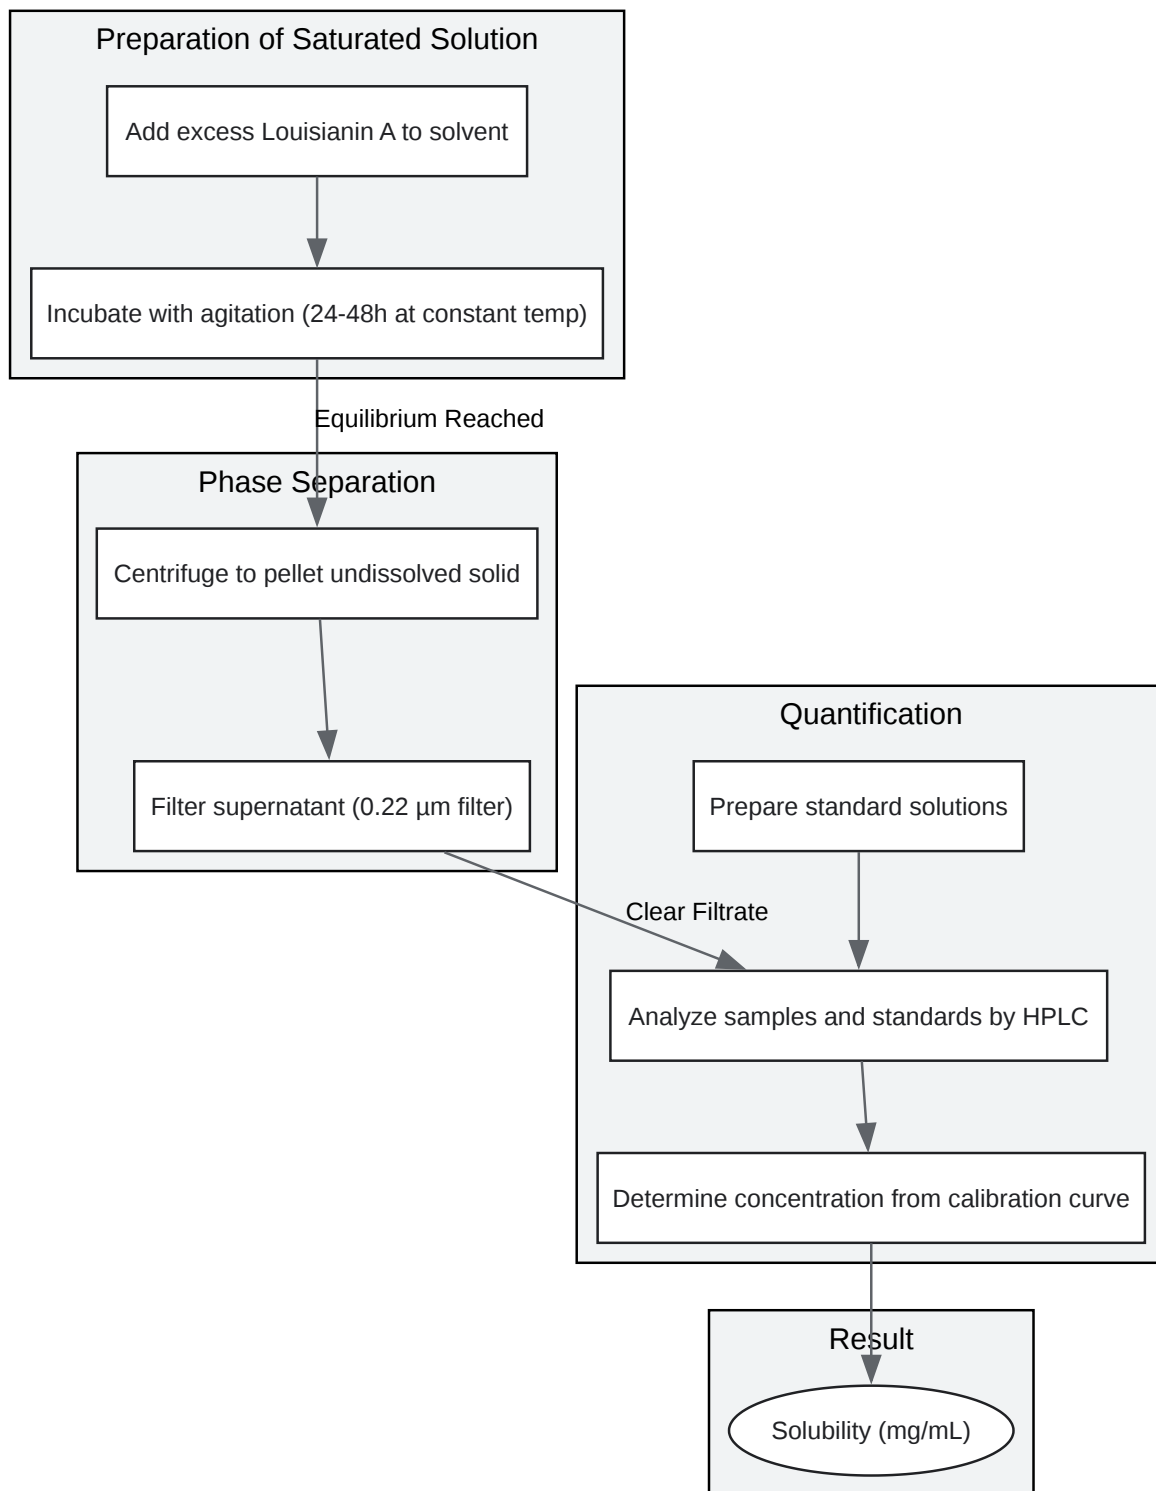 Preparation of Saturated Solution
Add excess Louisianin A to solvent
Incubate with agitation (24-48h at constant temp)
Equilibrium Reached
Phase Separation
Centrifuge to pellet undissolved solid
Filter supernatant (0.22 µm filter)
Quantification
Prepare standard solutions
Clear Filtrate
Analyze samples and standards by HPLC
Determine concentration from calibration curve
Result
Solubility (mg/mL)